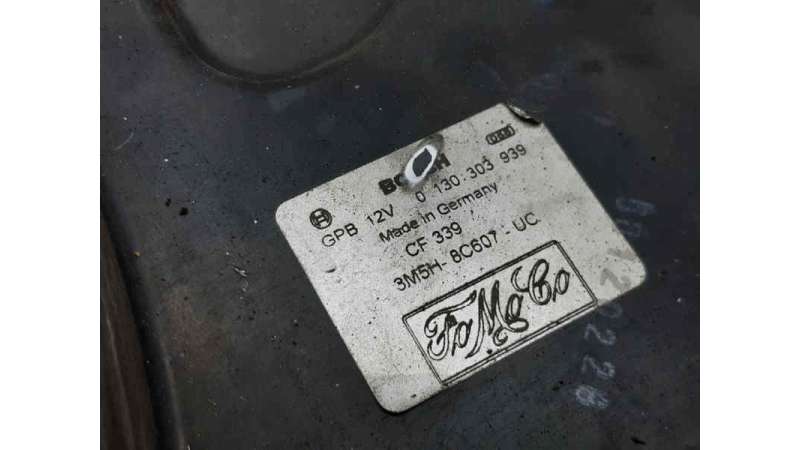 BOSCH
GPB 12V 0 130 303 939
Made in Germany
CF 339
3M5H-8C607-UC
FoMoCo